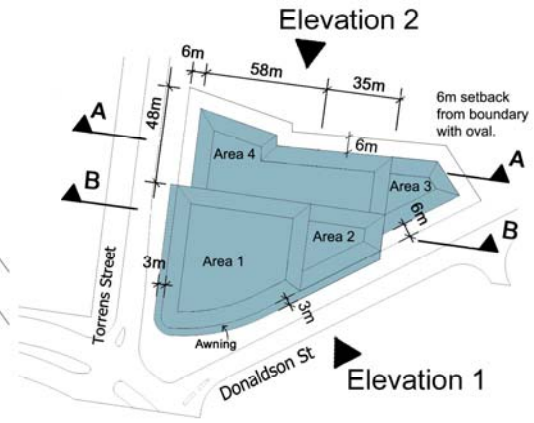 Elevation 2
6m
58m
35m
6m setback
from boundary
with oval.
A
48m
6m
Area 4
A
Area 3
B
6m
B
Area 2
Area 1
3m
3m
Torrens Street
Awning
Donaldson St
Elevation 1